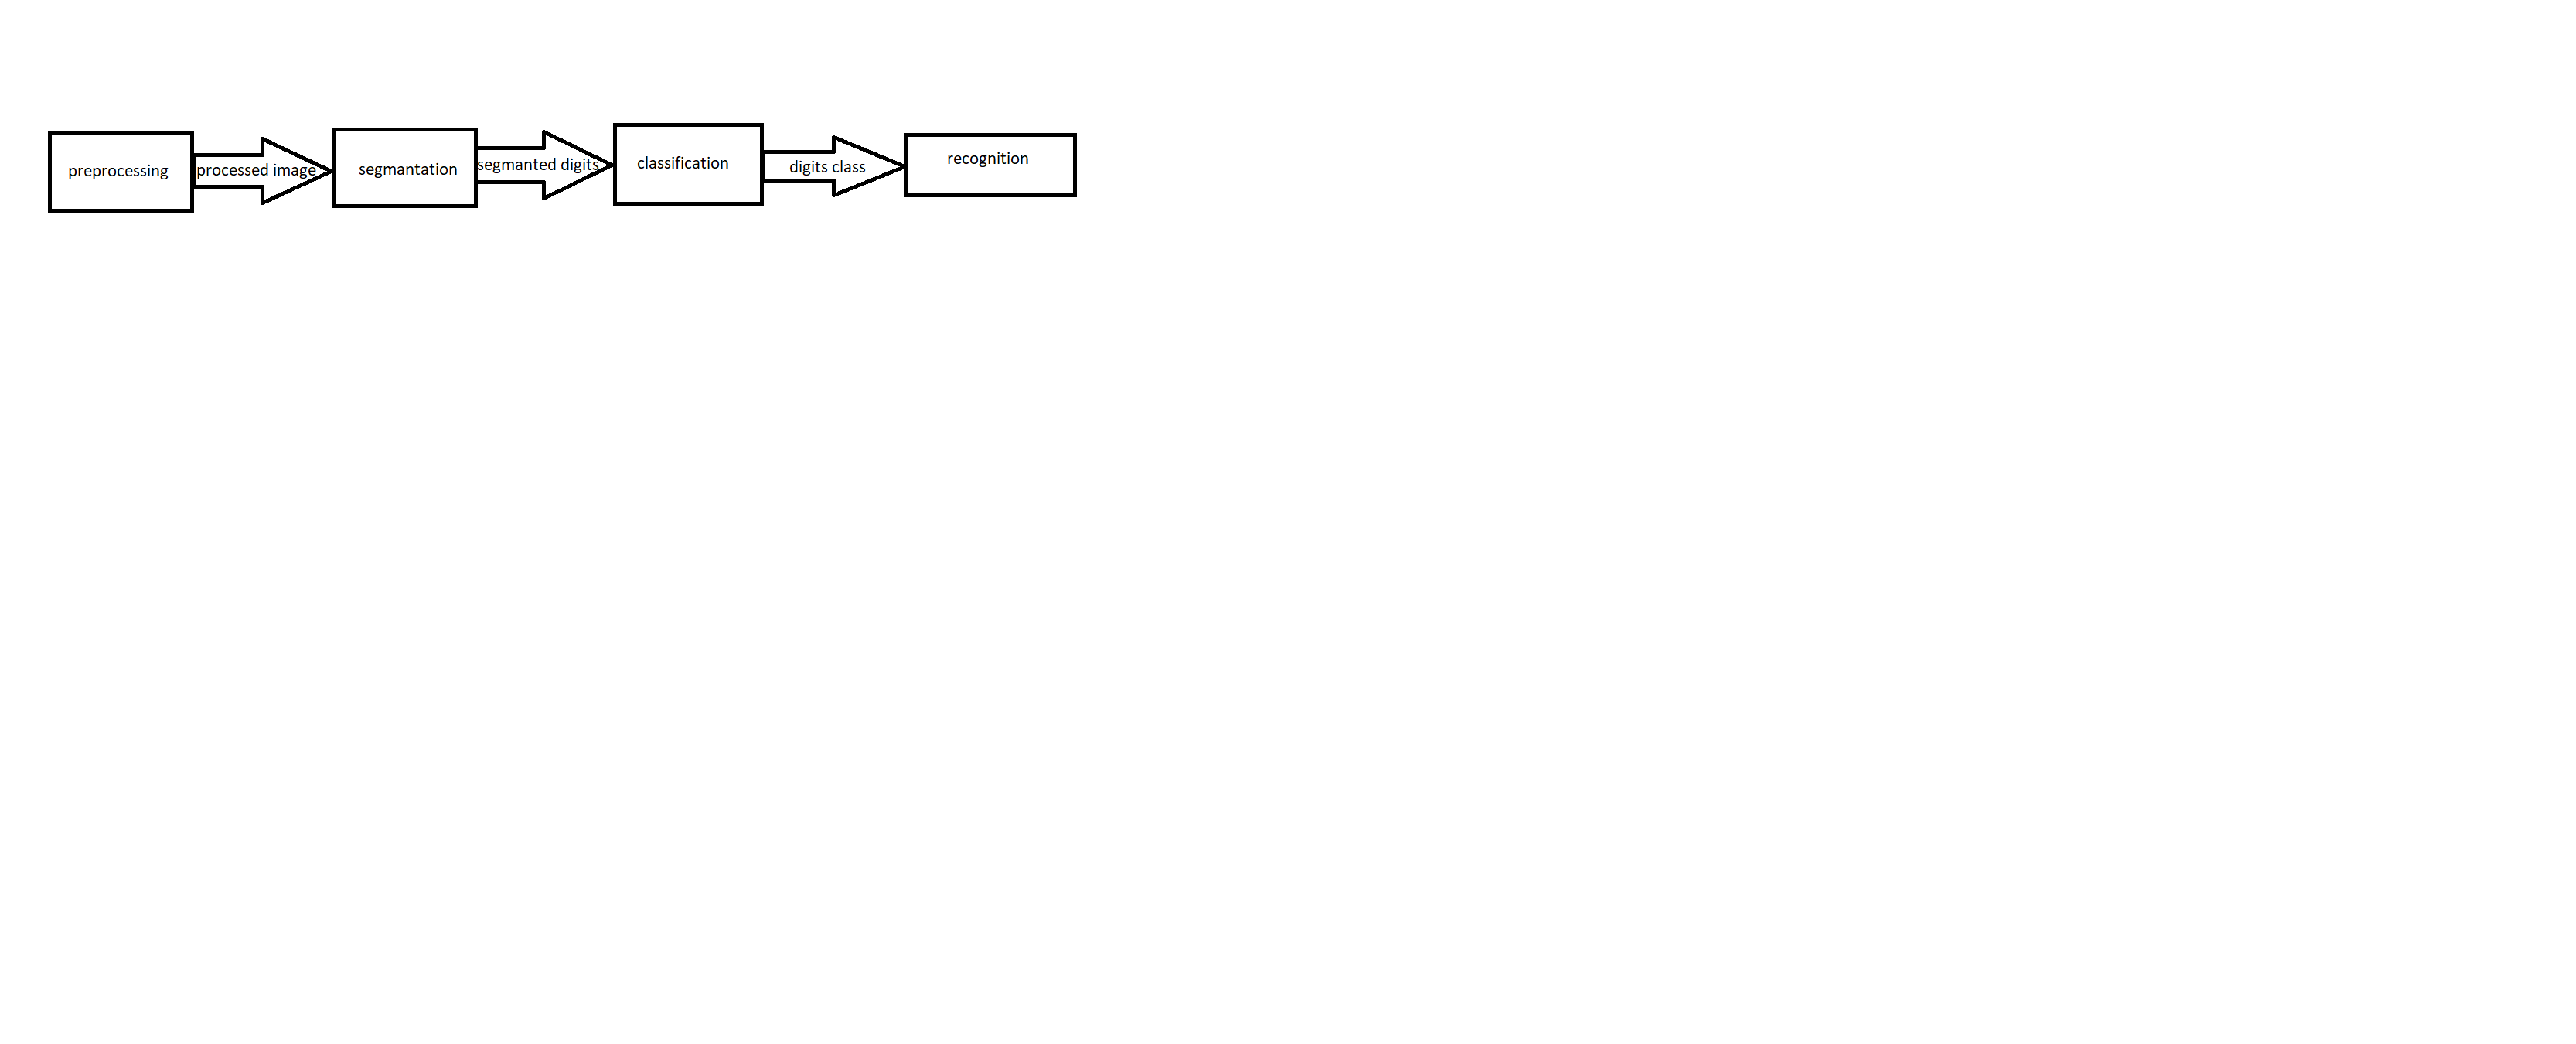 preprocessing
processed image
segmantation
segmanted digits
classification
digits class
recognition